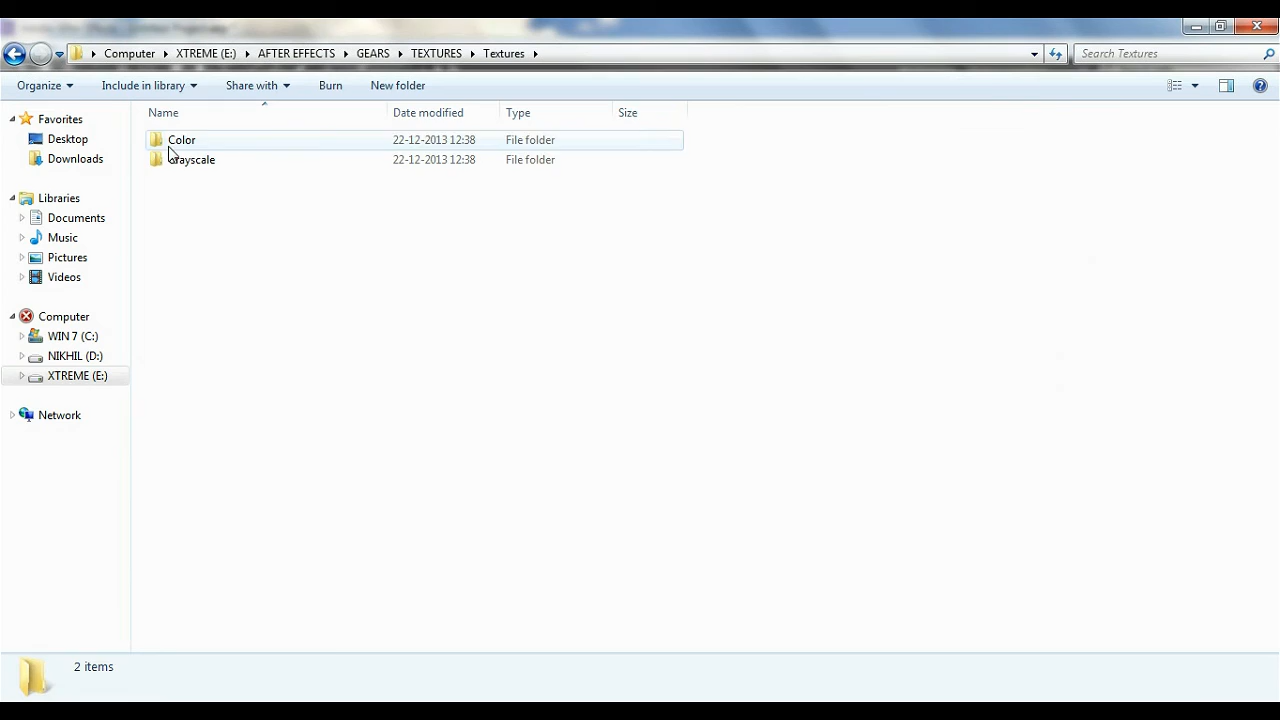 Computer XTREME (E:) AFTER EFFECTS GEARS TEXTURES Textures Search Textures
Organize Include in library Share with Burn New folder
Name Date modified Type Size
Color 22-12-2013 12:38 File folder
Grayscale 22-12-2013 12:38 File folder
Favorites
Desktop
Downloads
Libraries
Documents
Music
Pictures
Videos
Computer
WIN 7 (C:)
NIKHIL (D:)
XTREME (E:)
Network
2 items